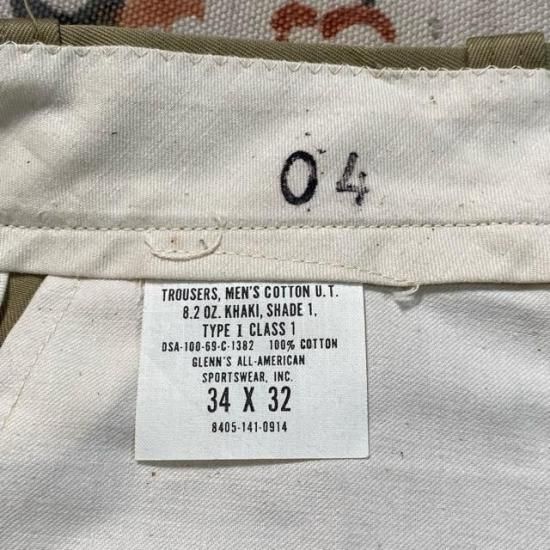 04
TROUSERS, MEN'S COTTON U.T.
8.2 OZ. KHAKI, SHADE 1,
TYPE I CLASS 1
DSA-100-69-C-1382 100% COTTON
GLENN'S ALL-AMERICAN
SPORTSWEAR, INC.
34 X 32
8405-141-0914